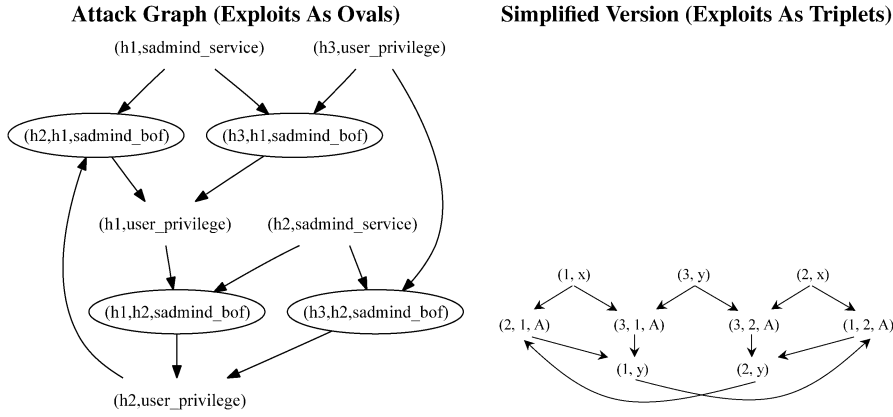 Attack Graph (Exploits As Ovals)
(h1,sadmind_service)
(h3,user_privilege)
(h2,h1,sadmind_bof)
(h3,h1,sadmind_bof)
(h1,user_privilege)
(h2,sadmind_service)
(h1,h2,sadmind_bof)
(h3,h2,sadmind_bof)
(h2,user_privilege)
Simplified Version (Exploits As Triplets)
(1, x)
(3, y)
(2, x)
(2, 1, A)
(3, 1, A)
(3, 2, A)
(1, 2, A)
(1, y)
(2, y)